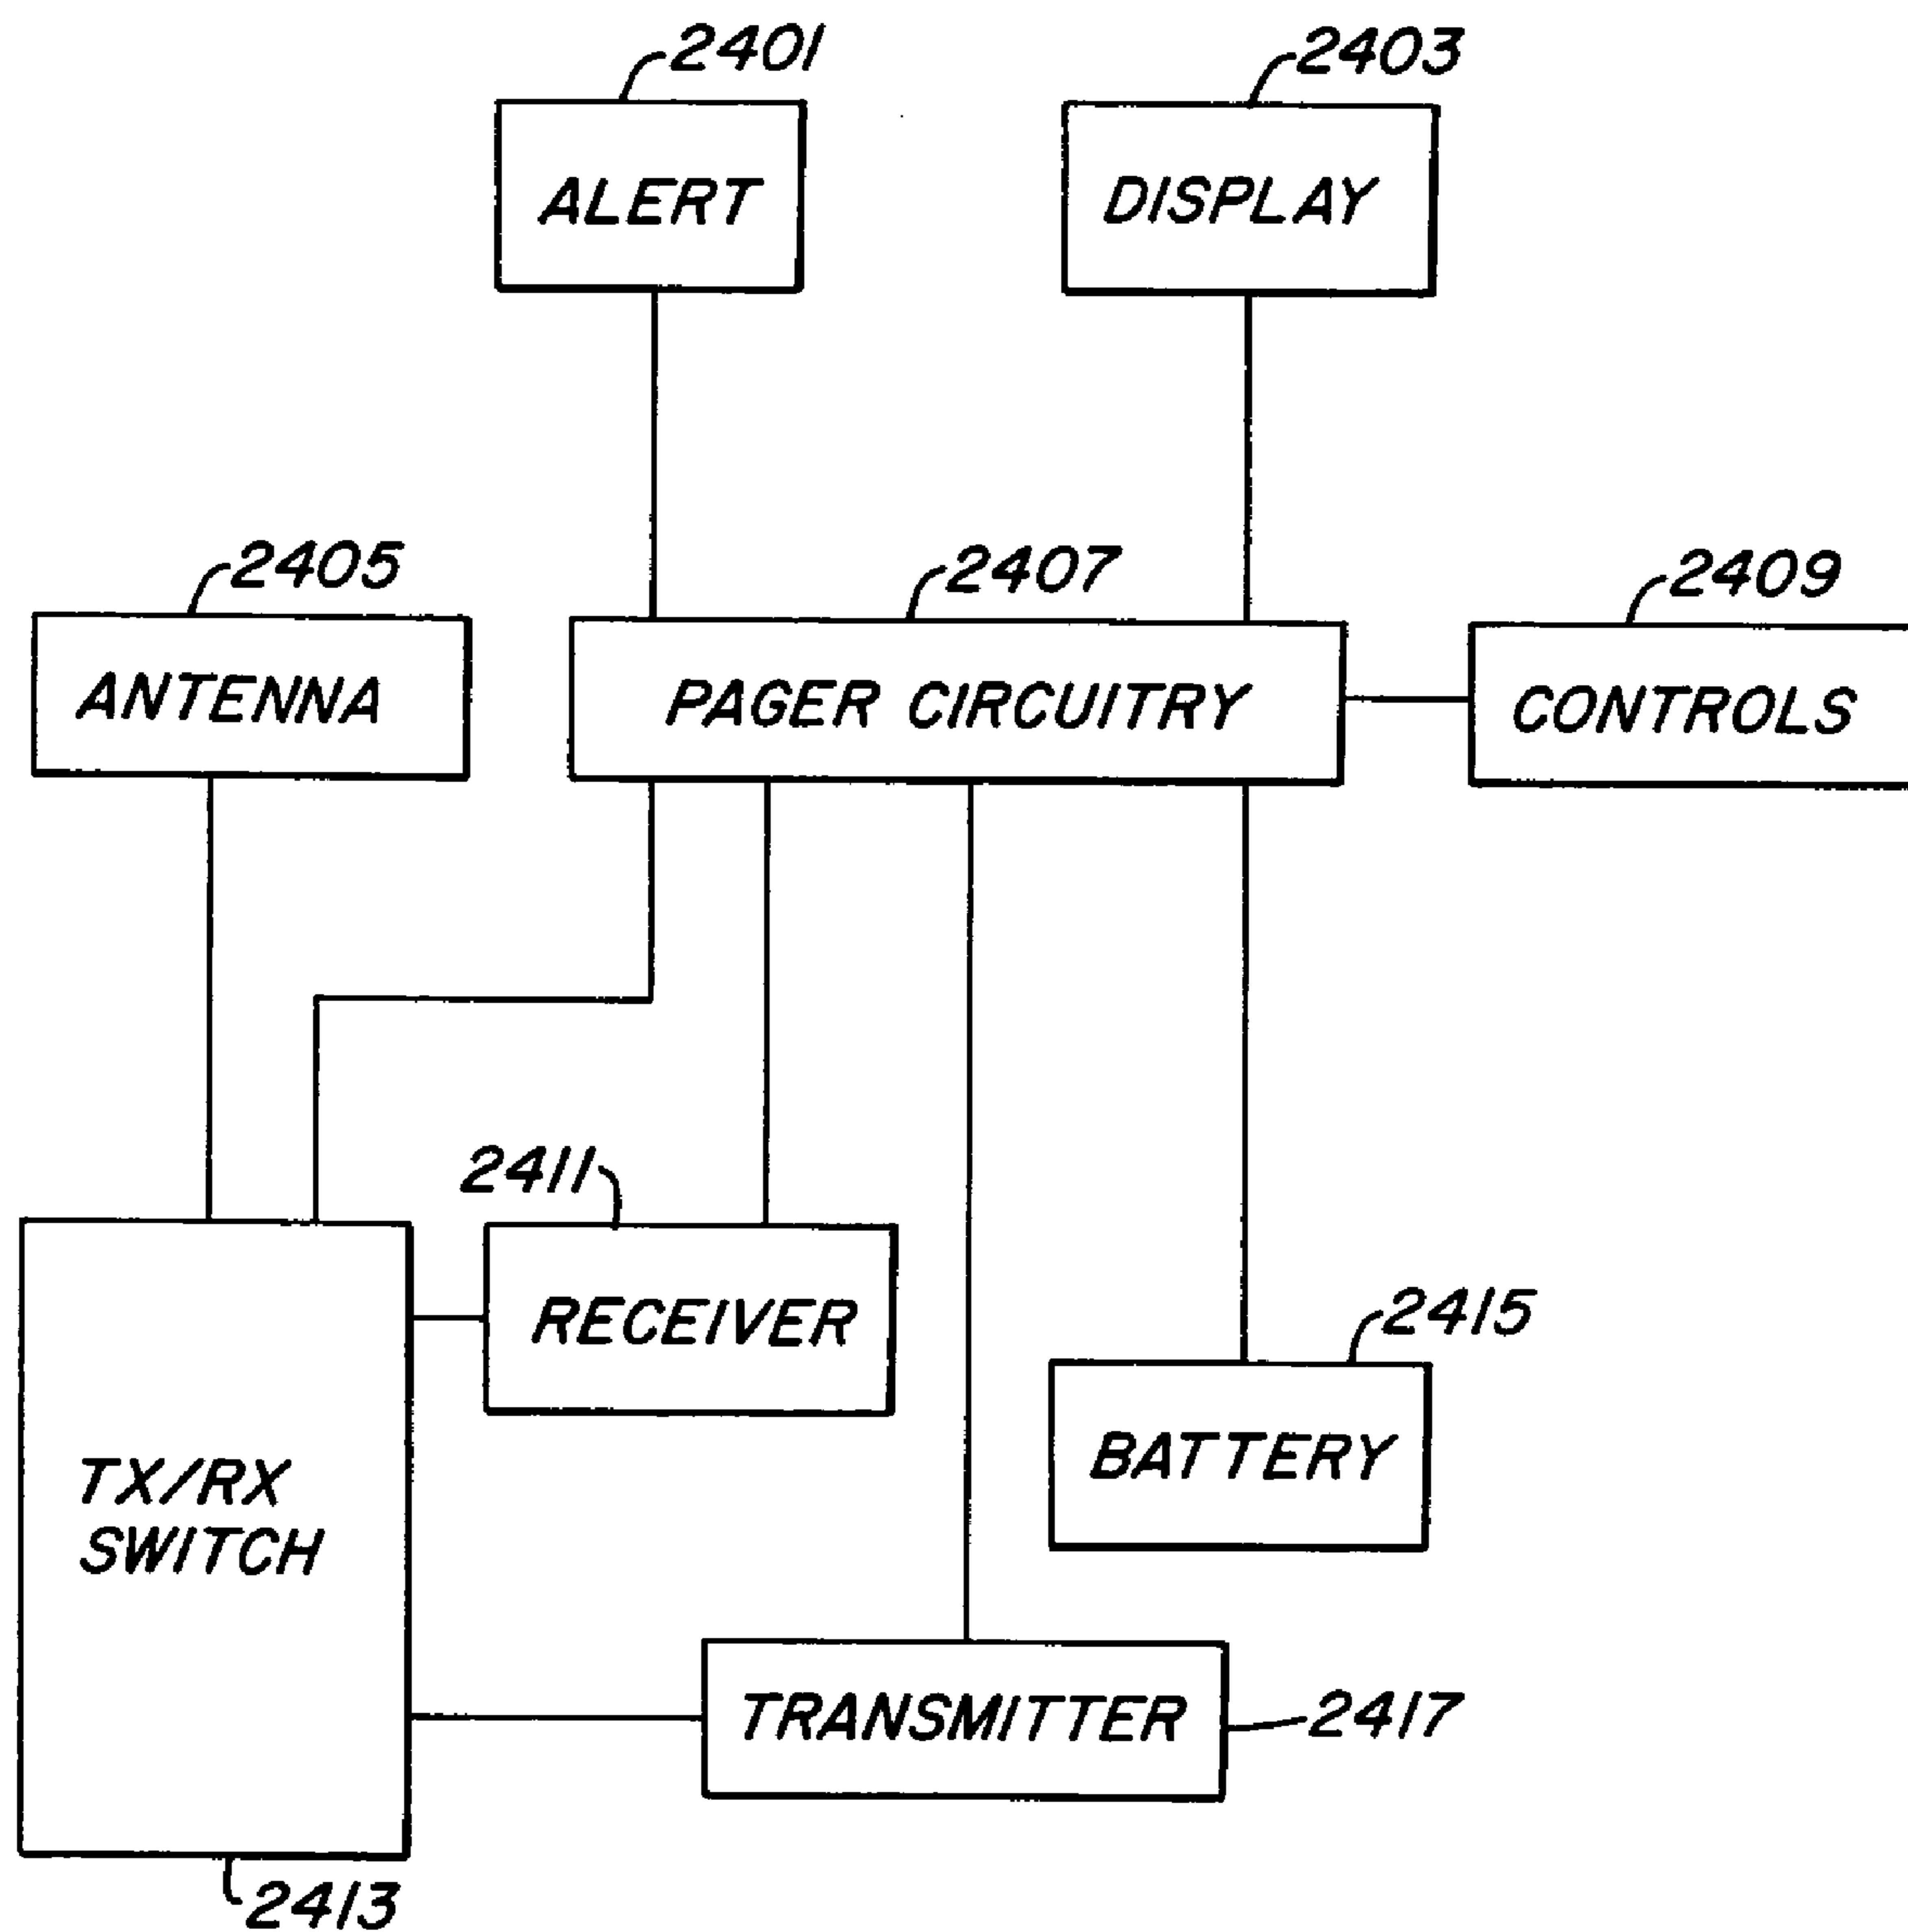 2401
2403
ALERT
DISPLAY
2405
2407
2409
ANTENNA
PAGER CIRCUITRY
CONTROLS
2411
RECEIVER
2415
BATTERY
TX/RX
SWITCH
TRANSMITTER
2417
2413